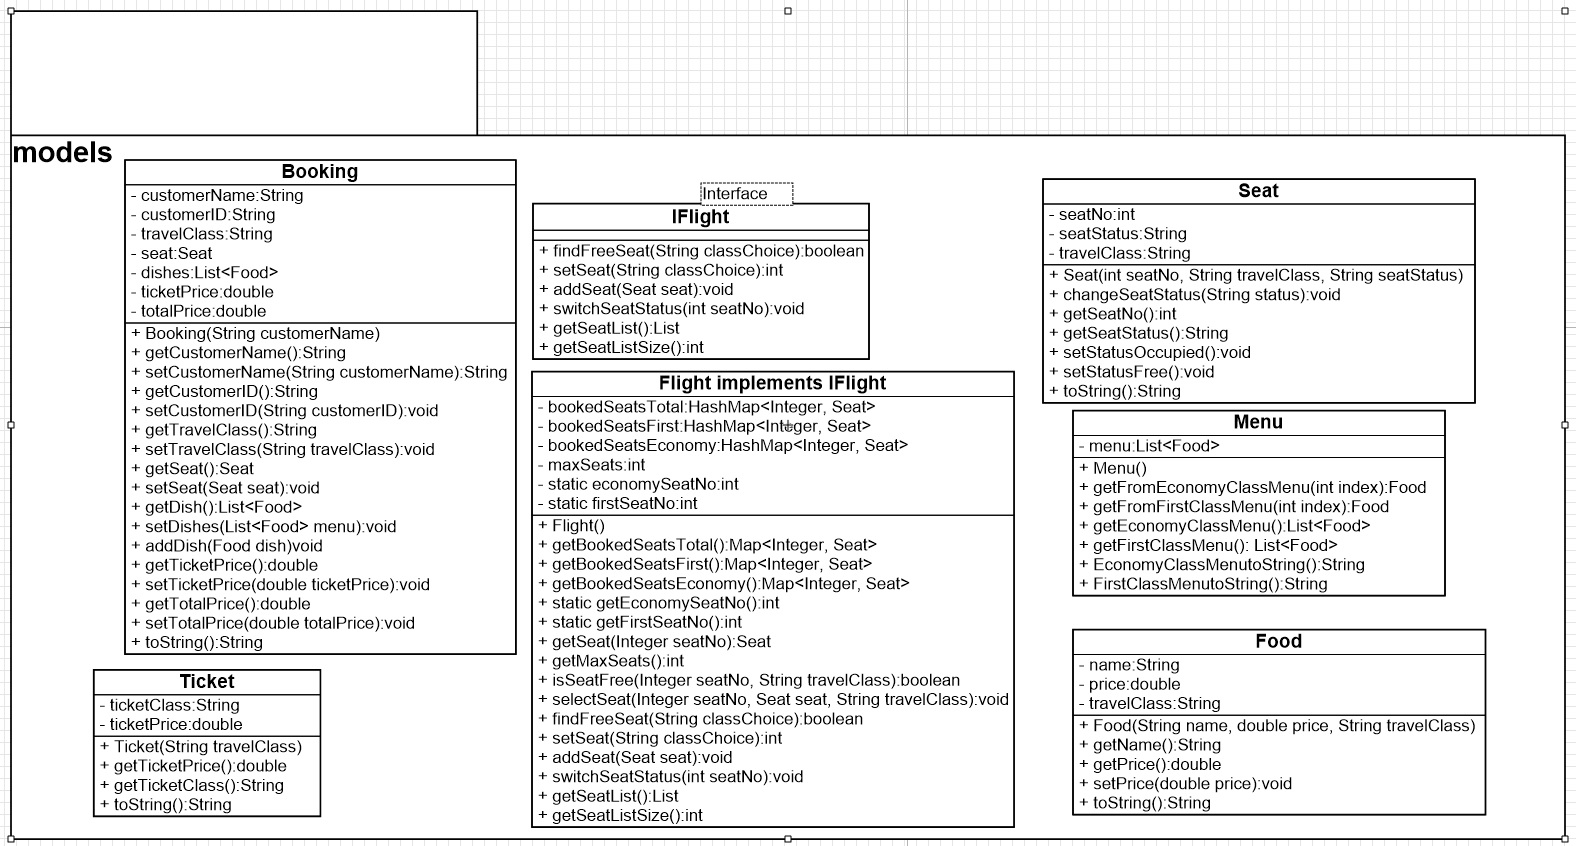 models
Booking
- customerName:String
- customerID:String
- travelClass:String
- seat:Seat
- dishes:List<Food>
- ticketPrice:double
- totalPrice:double
+ Booking(String customerName)
+ getCustomerName():String
+ setCustomerName(String customerName):String
+ getCustomerID():String
+ setCustomerID(String customerID):void
+ getTravelClass():String
+ setTravelClass(String travelClass):void
+ getSeat():Seat
+ setSeat(Seat seat):void
+ getDish():List<Food>
+ setDishes(List<Food> menu):void
+ addDish(Food dish)void
+ getTicketPrice():double
+ setTicketPrice(double ticketPrice):void
+ getTotalPrice():double
+ setTotalPrice(double totalPrice):void
+ toString():String
Ticket
- ticketClass:String
- ticketPrice:double
+ Ticket(String travelClass)
+ getTicketPrice():double
+ getTicketClass():String
+ toString():String
Interface
IFlight
+ findFreeSeat(String classChoice):boolean
+ setSeat(String classChoice):int
+ addSeat(Seat seat):void
+ switchSeatStatus(int seatNo):void
+ getSeatList():List
+ getSeatListSize():int
Flight implements IFlight
- bookedSeatsTotal:HashMap<Integer, Seat>
- bookedSeatsFirst:HashMap<Integer, Seat>
- bookedSeatsEconomy:HashMap<Integer, Seat>
- maxSeats:int
- static economySeatNo:int
- static firstSeatNo:int
+ Flight()
+ getBookedSeatsTotal():Map<Integer, Seat>
+ getBookedSeatsFirst():Map<Integer, Seat>
+ getBookedSeatsEconomy():Map<Integer, Seat>
+ static getEconomySeatNo():int
+ static getFirstSeatNo():int
+ getSeat(Integer seatNo):Seat
+ getMaxSeats():int
+ isSeatFree(Integer seatNo, String travelClass):boolean
+ selectSeat(Integer seatNo, Seat seat, String travelClass):void
+ findFreeSeat(String classChoice):boolean
+ setSeat(String classChoice):int
+ addSeat(Seat seat):void
+ switchSeatStatus(int seatNo):void
+ getSeatList():List
+ getSeatListSize():int
Seat
- seatNo:int
- seatStatus:String
- travelClass:String
+ Seat(int seatNo, String travelClass, String seatStatus)
+ changeSeatStatus(String status):void
+ getSeatNo():int
+ getSeatStatus():String
+ setStatusOccupied():void
+ setStatusFree():void
+ toString():String
Menu
- menu:List<Food>
+ Menu()
+ getFromEconomyClassMenu(int index):Food
+ getFromFirstClassMenu(int index):Food
+ getEconomyClassMenu():List<Food>
+ getFirstClassMenu(): List<Food>
+ EconomyClassMenutoString():String
+ FirstClassMenutoString():String
Food
- name:String
- price:double
- travelClass:String
+ Food(String name, double price, String travelClass)
+ getName():String
+ getPrice():double
+ setPrice(double price):void
+ toString():String